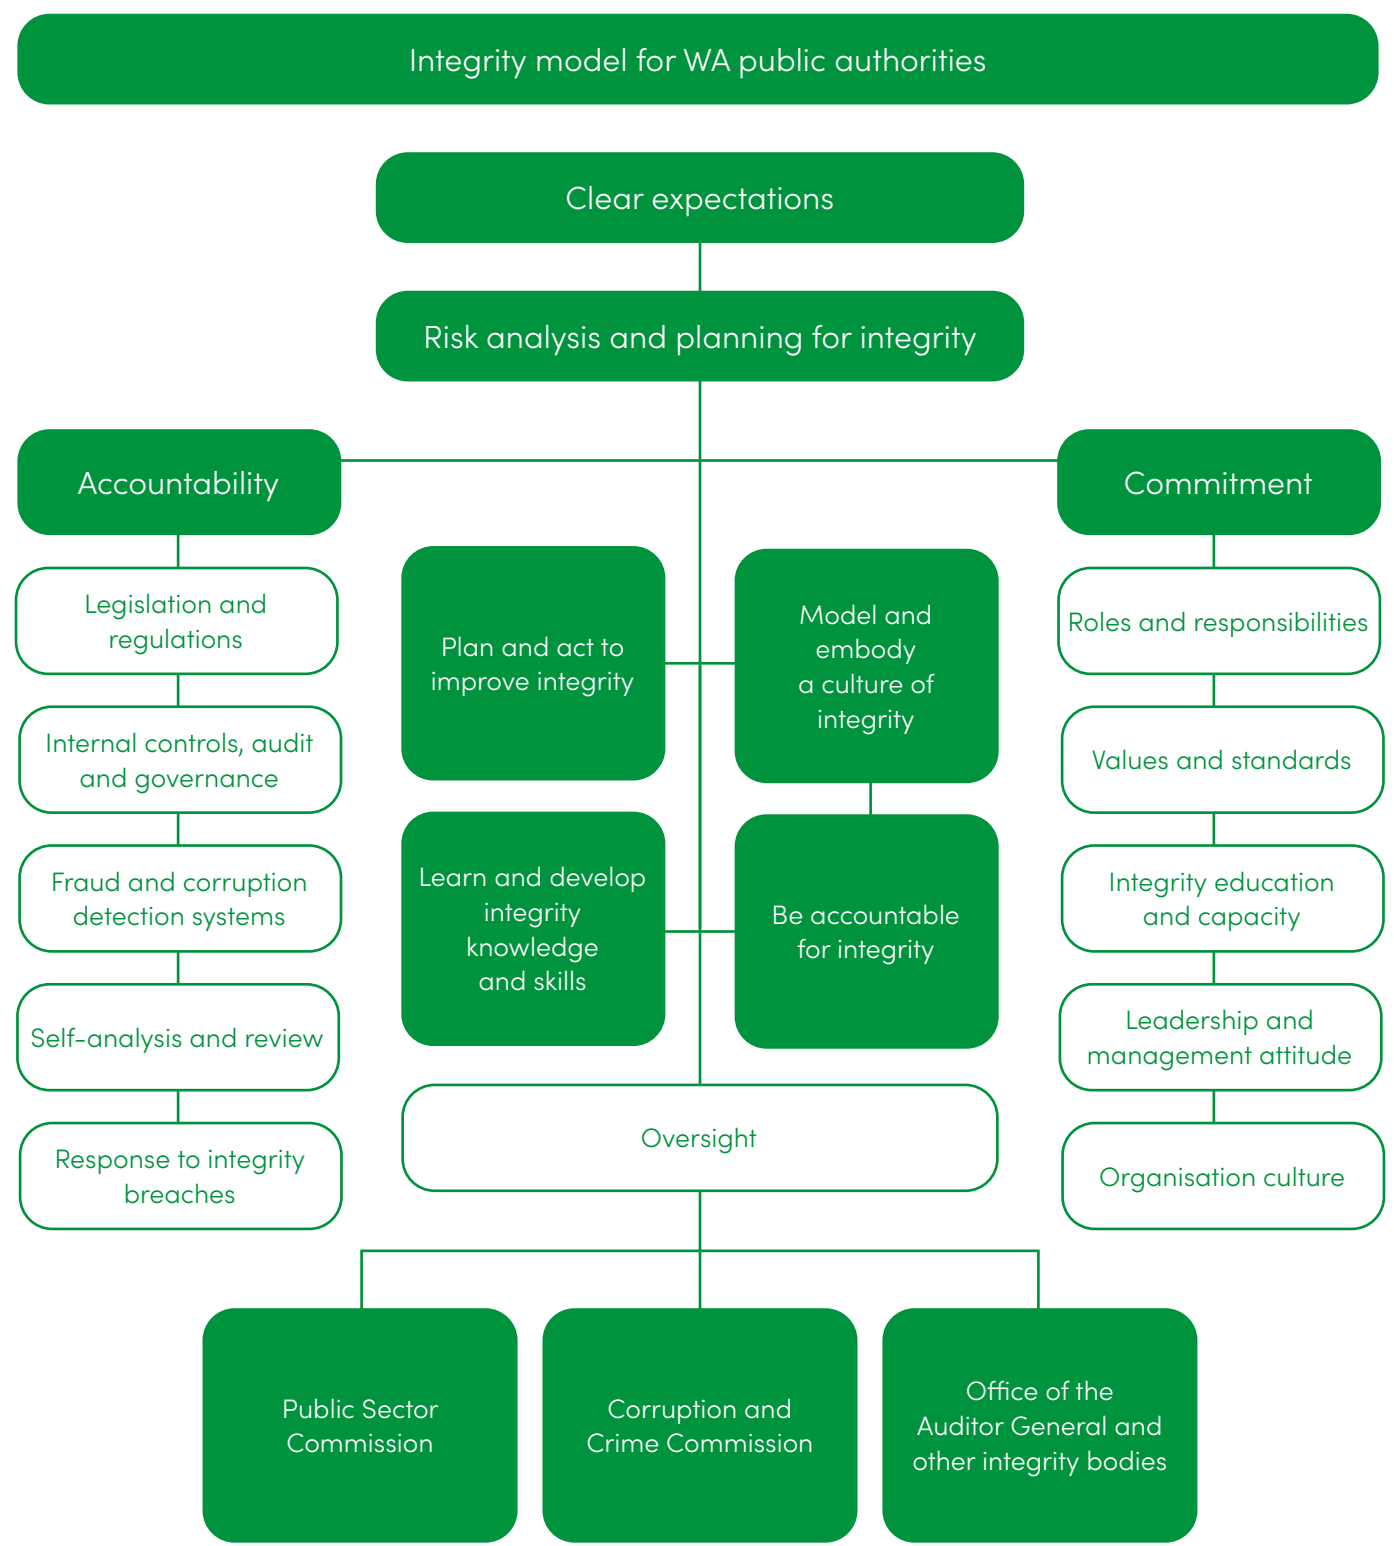 Integrity model for WA public authorities
Clear expectations
Risk analysis and planning for integrity
Accountability
Legislation and
regulations
Internal controls, audit
and governance
Fraud and corruption
detection systems
Self-analysis and review
Response to integrity
breaches
Plan and act to
improve integrity
Model and
embody
a culture of
integrity
Learn and develop
integrity
knowledge
and skills
Be accountable
for integrity
Commitment
Roles and responsibilities
Values and standards
Integrity education
and capacity
Leadership and
management attitude
Organisation culture
Oversight
Public Sector
Commission
Corruption and
Crime Commission
Office of the
Auditor General and
other integrity bodies